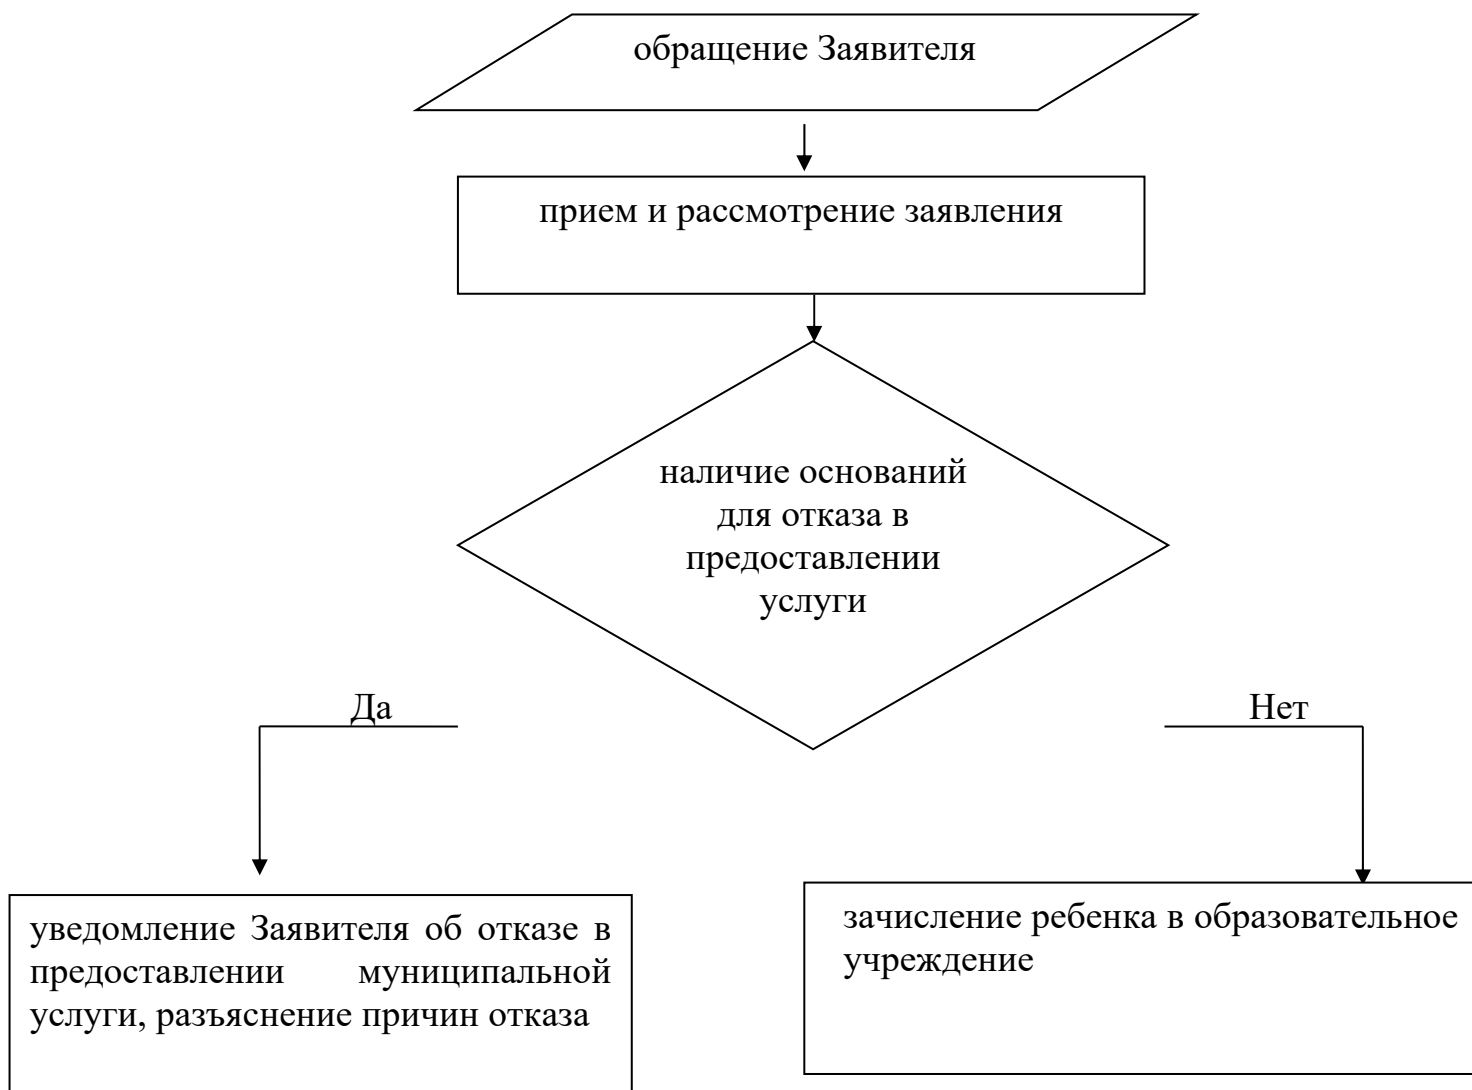 обращение Заявителя
прием и рассмотрение заявления
наличие оснований
для отказа в
предоставлении
услуги
Да
Нет
уведомление Заявителя об отказе в
предоставлении муниципальной
услуги, разъяснение причин отказа
зачисление ребенка в образовательное
учреждение